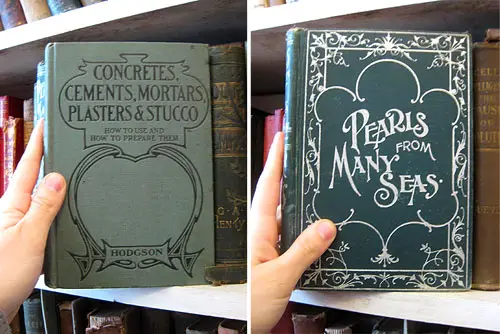 CONCRETES,
CEMENTS, MORTARS,
PLASTERS & STUCCO
HOW TO USE AND
HOW TO PREPARE THEM
HODGSON
PEARLS
FROM
MANY
SEAS.